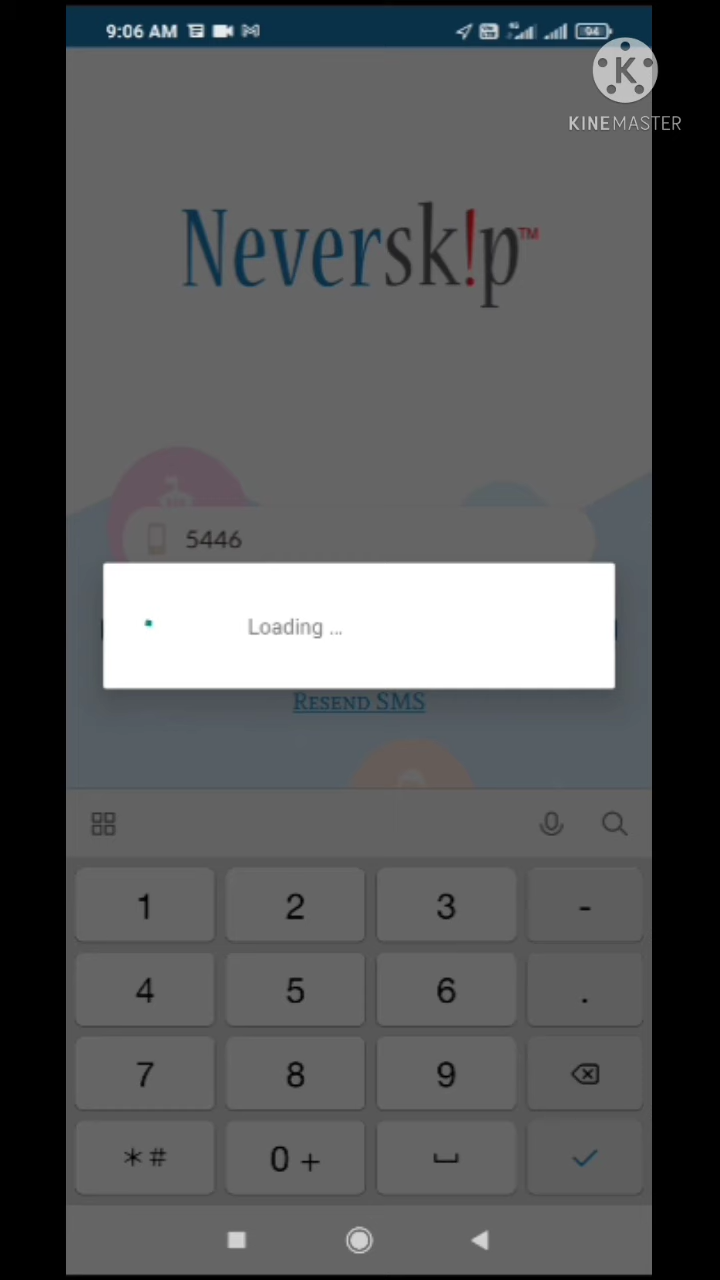 9:06 AM
94
K
KINEMASTER
Neversk!p™
5446
Loading ...
RESEND SMS
1 2 3 -
4 5 6 .
7 8 9
*# 0 +